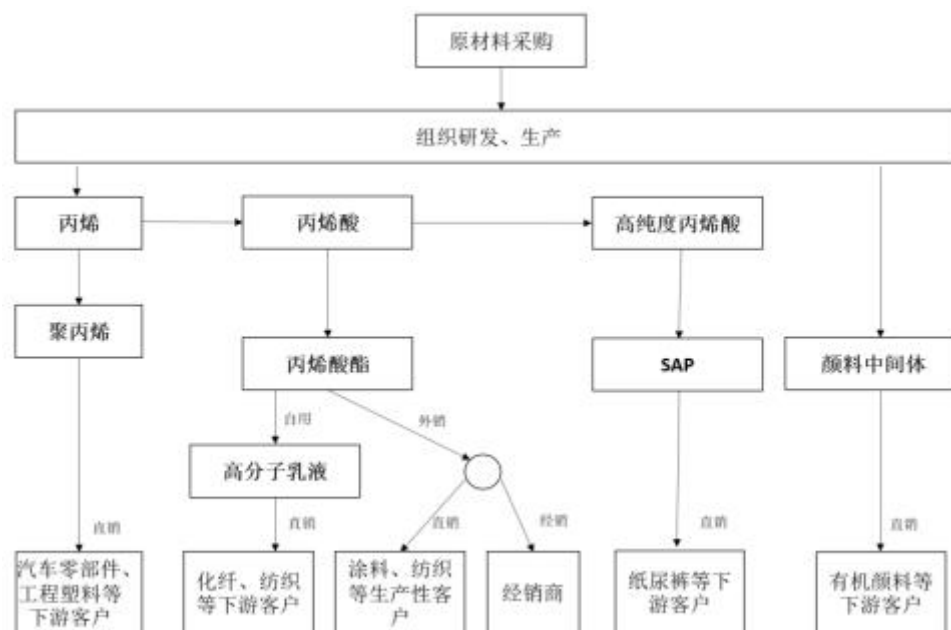 原材料采购
组织研发、生产
丙烯
丙烯酸
高纯度丙烯酸
聚丙烯
丙烯酸酯
SAP
颜料中间体
自用
外销
高分子乳液
直销
直销
直销
经销
直销
直销
汽车零部件、
工程塑料等
下游客户
化纤、纺织
等下游客户
涂料、纺织
等生产性客
户
经销商
纸尿裤等下
游客户
有机颜料等
下游客户